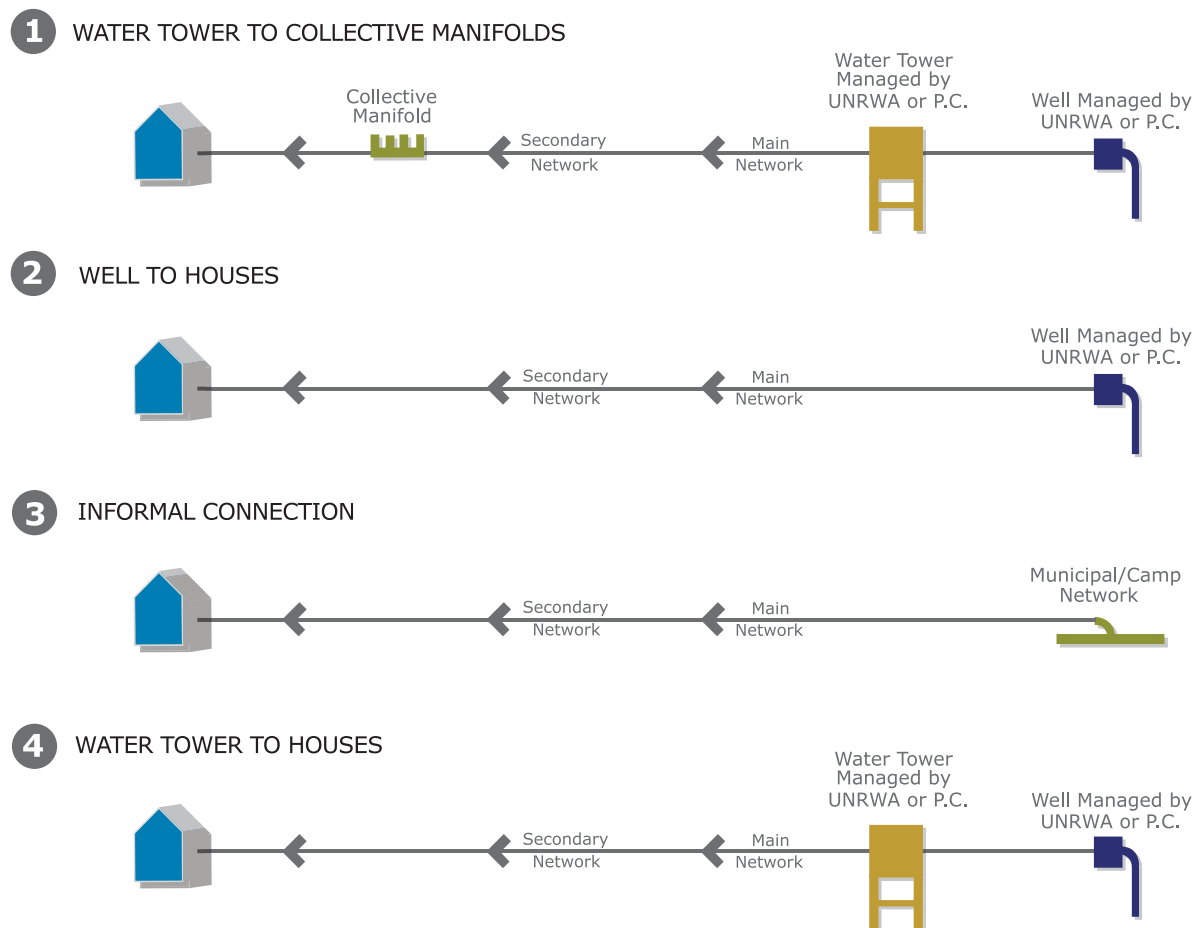 1 WATER TOWER TO COLLECTIVE MANIFOLDS
Water Tower
Managed by
UNRWA or P.C.
Collective
Manifold
Well Managed by
UNRWA or P.C.
Secondary
Network
Main
Network
2 WELL TO HOUSES
Well Managed by
UNRWA or P.C.
Secondary
Network
Main
Network
3 INFORMAL CONNECTION
Municipal/Camp
Network
Secondary
Network
Main
Network
4 WATER TOWER TO HOUSES
Water Tower
Managed by
UNRWA or P.C.
Well Managed by
UNRWA or P.C.
Secondary
Network
Main
Network